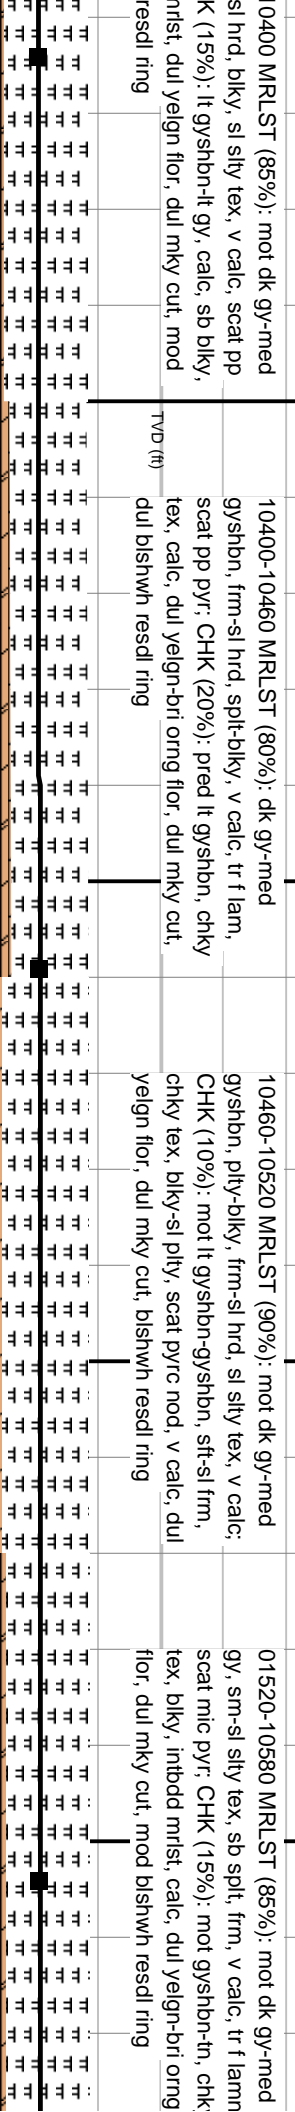 10400 MRLST (85%): mot dk gy-med
sl hrd, blky, sl slty tex, v calc, scat pp
K (15%): lt gyshbn-lt gy, calc, sb blky,
mrlst, dul yelgn flor, dul mky cut, mod
resdl ring
TVD (ft)
10400-10460 MRLST (80%): dk gy-med
gyshbn, frm-sl hrd, splt-blky, v calc, tr f lam,
scat pp pyr; CHK (20%): pred lt gyshbn, chky
tex, calc, dul yelgn-bri orng flor, dul mky cut,
dul blshwh resdl ring
10460-10520 MRLST (90%): mot dk gy-med
gyshbn, plty-blky, frm-sl hrd, sl slty tex, v calc;
CHK (10%): mot lt gyshbn-gyshbn, sft-sl frm,
chky tex, blky-sl plty, scat pyrc nod, v calc, dul
yelgn flor, dul mky cut, blshwh resdl ring
01520-10580 MRLST (85%): mot dk gy-med
gy, sm-sl slty tex, sb splt, frm, v calc, tr f lamn
scat mic pyr; CHK (15%): mot gyshbn-tn, chky
tex, blky, intbdd mrlst, calc, dul yelgn-bri orng
flor, dul mky cut, mod blshwh resdl ring